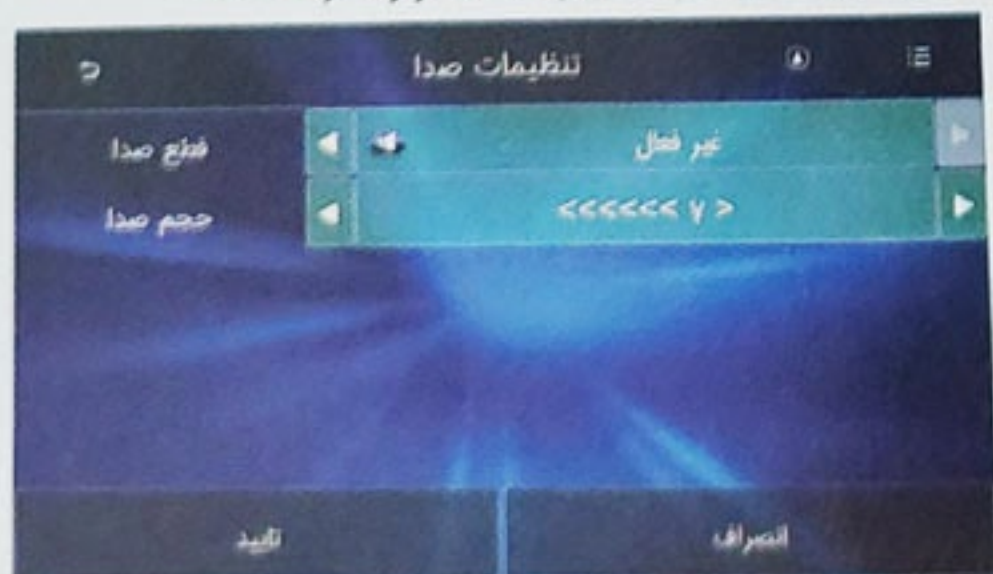 تنظیمات صدا
قطع صدا غیر فعال
حجم صدا < ۷ >>>>>>
تایید انصراف